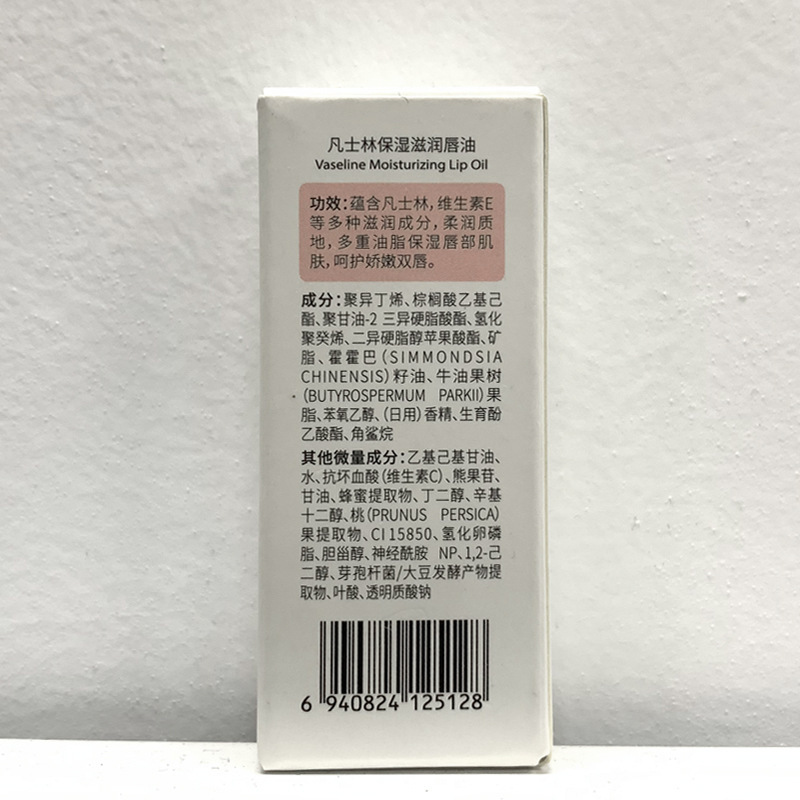 凡士林保湿滋润唇油
Vaseline Moisturizing Lip Oil
功效:蕴含凡士林,维生素E
等多种滋润成分,柔润质
地,多重油脂保湿唇部肌
肤,呵护娇嫩双唇。
成分:聚异丁烯、棕榈酸乙基己
酯、聚甘油-2 三异硬脂酸酯、氢化
聚癸烯、二异硬脂醇苹果酸酯、矿
脂、霍霍巴(SIMMONDSIA
CHINENSIS)籽油、牛油果树
(BUTYROSPERMUM PARKII)果
脂、苯氧乙醇、(日用)香精、生育酚
乙酸酯、角鲨烷
其他微量成分:乙基己基甘油、
水、抗坏血酸(维生素C)、熊果苷、
甘油、蜂蜜提取物、丁二醇、辛基
十二醇、桃(PRUNUS PERSICA)
果提取物、CI 15850、氢化卵磷
脂、胆甾醇、神经酰胺 NP、1,2-己
二醇、芽孢杆菌/大豆发酵产物提
取物、叶酸、透明质酸钠
6 940824 125128